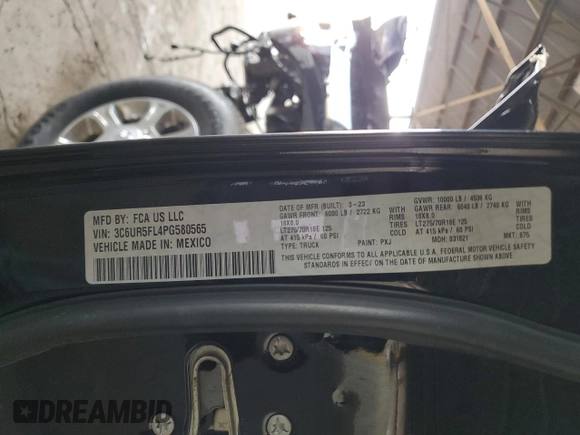 MFD BY: FCA US LLC
VIN: 3C6UR5FL4PG580565
VEHICLE MADE IN: MEXICO
DATE OF MFR (BUILT): 3-23
GVWR: 10000 LB / 4536 KG
GAWR FRONT: 6000 LB / 2722 KG
GAWR REAR: 6040 LB / 2740 KG
18X8.0 RIMS
18X8.0 RIMS
LT275/70R18E 125 TIRES
LT275/70R18E 125 TIRES
AT 415 kPa / 60 PSI COLD
AT 415 kPa / 60 PSI COLD
TYPE: TRUCK
PAINT: PXJ
MDH: 031821
MKT: 975
THIS VEHICLE CONFORMS TO ALL APPLICABLE U.S.A. FEDERAL MOTOR VEHICLE SAFETY
STANDARDS IN EFFECT ON THE DATE OF MANUFACTURE SHOWN ABOVE.
DREAMBID